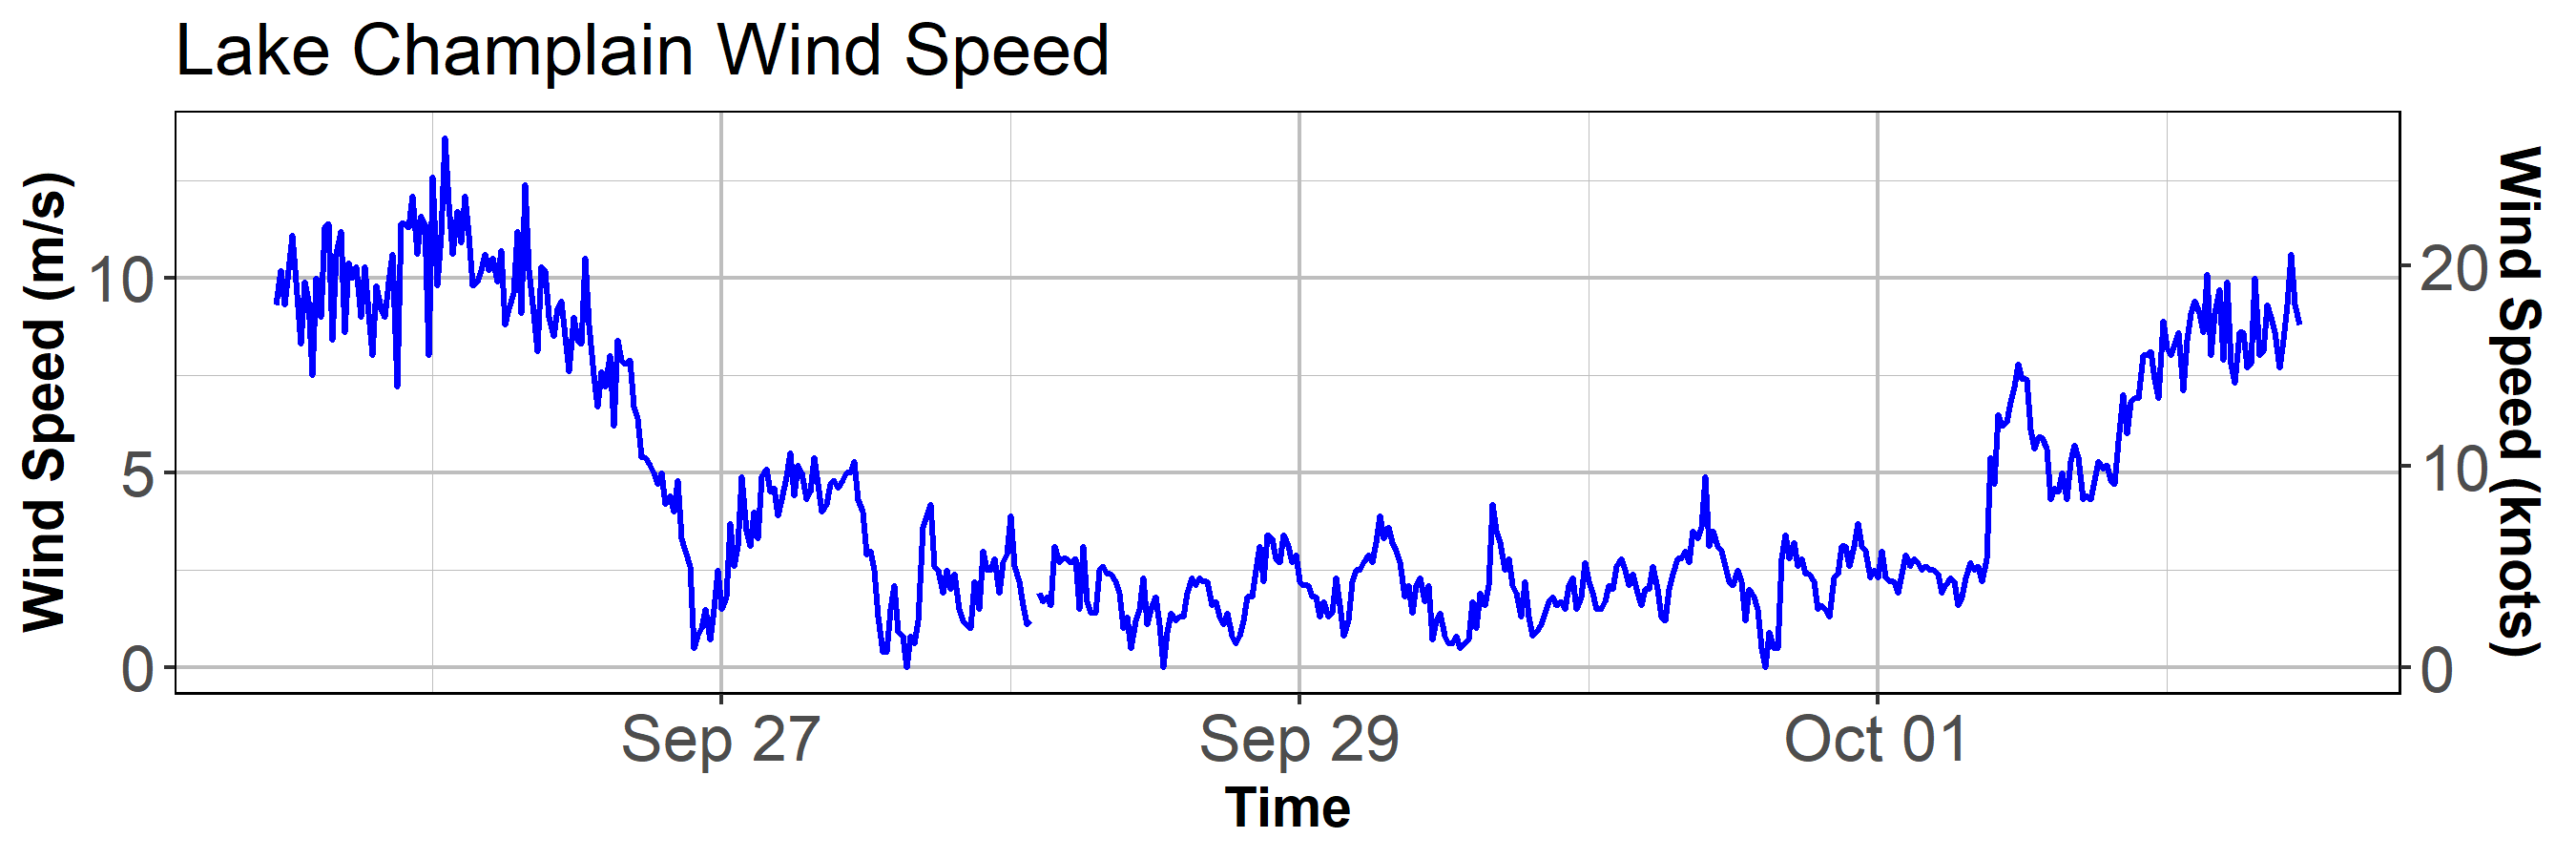 Lake Champlain Wind Speed
Wind Speed (m/s)
10
5
0
20
10
0
Wind Speed (knots)
Sep 27
Sep 29
Oct 01
Time